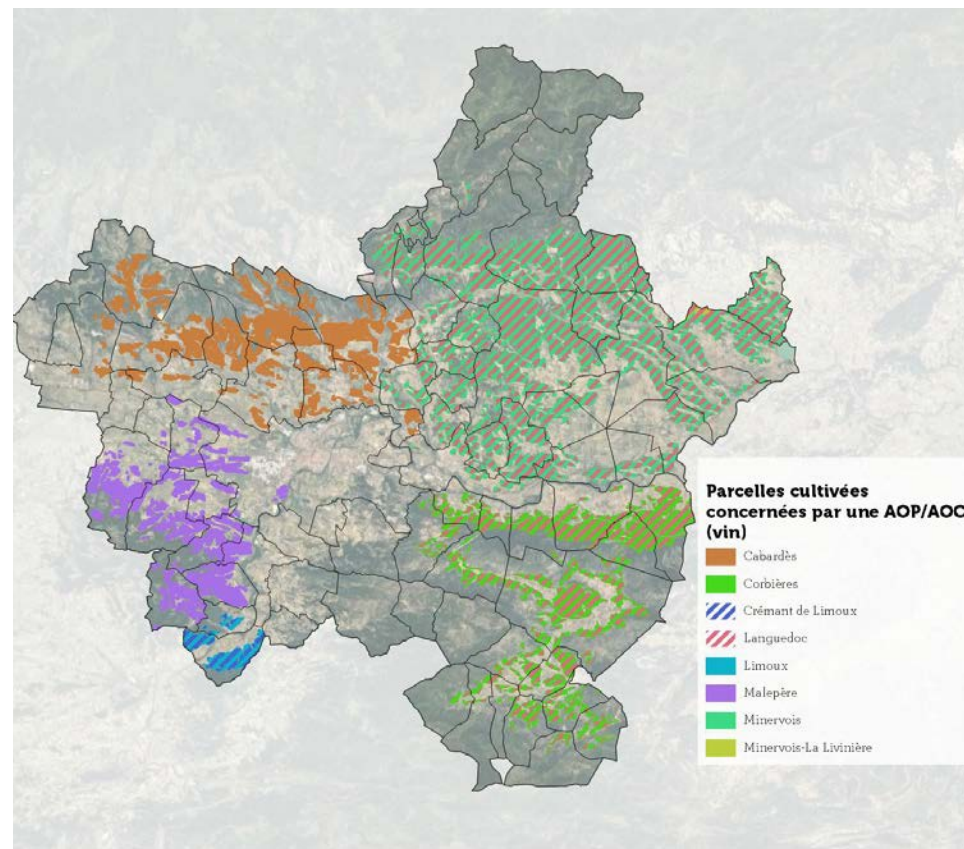 Parcelles cultivées
concernées par une AOP/AOC
(vin)
Cabardès
Corbières
Crémant de Limoux
Languedoc
Limoux
Malepère
Minervois
Minervois-La Livinière